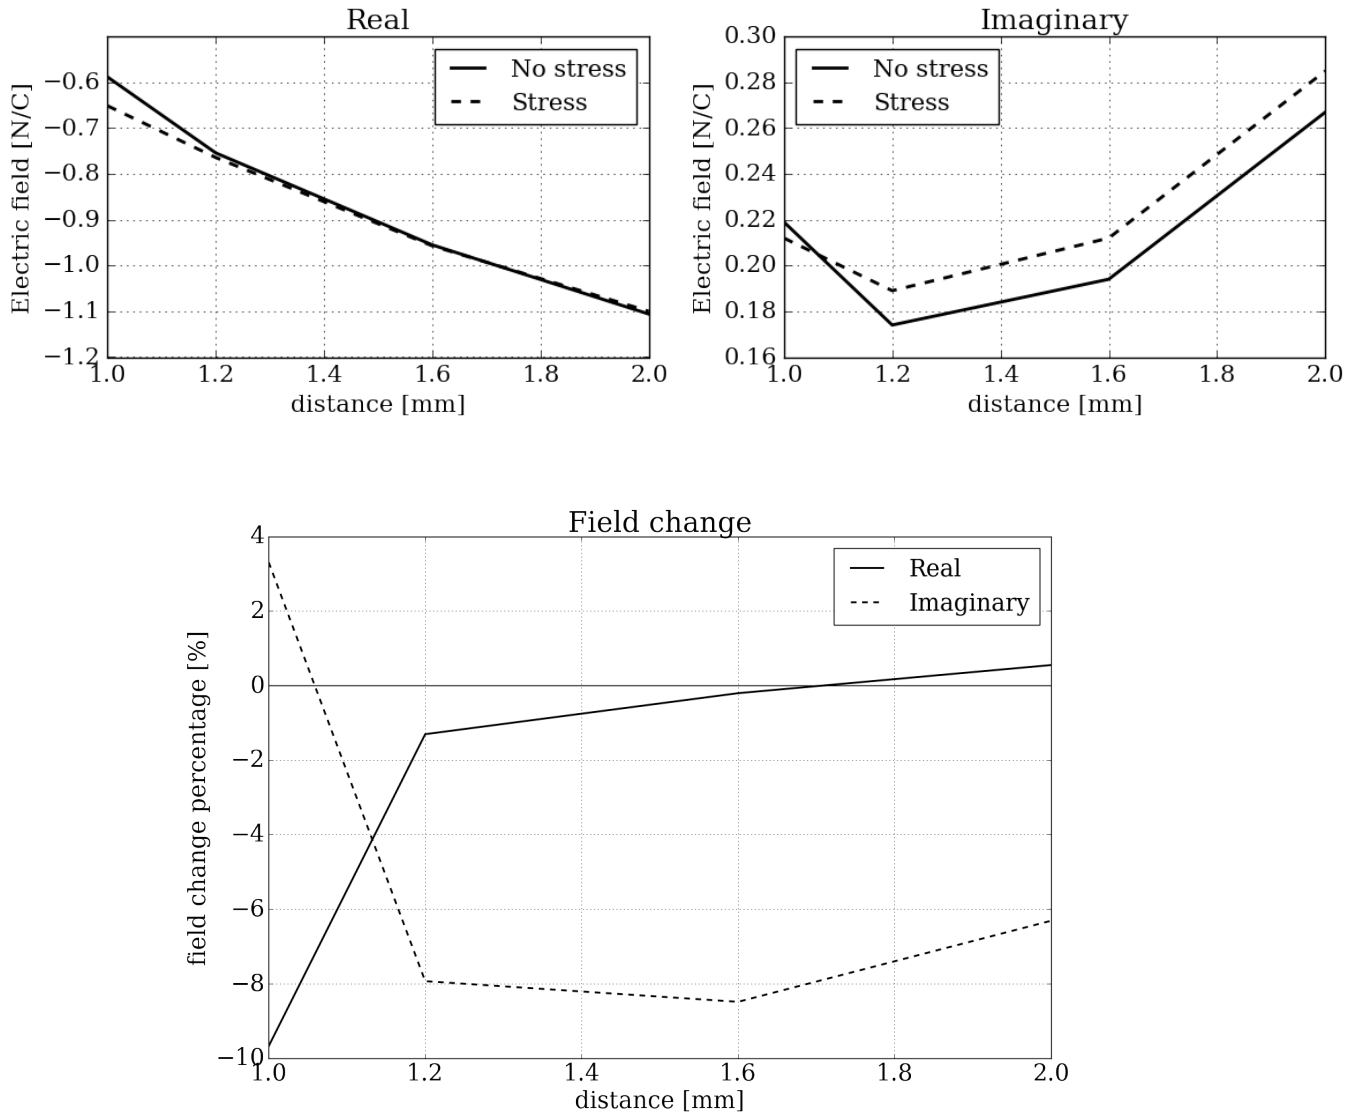 Real
Electric field [N/C]
−0.6
−0.7
−0.8
−0.9
−1.0
−1.1
−1.2
No stress
Stress
1.0 1.2 1.4 1.6 1.8 2.0
distance [mm]
Imaginary
Electric field [N/C]
0.30
0.28
0.26
0.24
0.22
0.20
0.18
0.16
No stress
Stress
1.0 1.2 1.4 1.6 1.8 2.0
distance [mm]
Field change
field change percentage [%]
4
2
0
−2
−4
−6
−8
−10
Real
Imaginary
1.0 1.2 1.4 1.6 1.8 2.0
distance [mm]